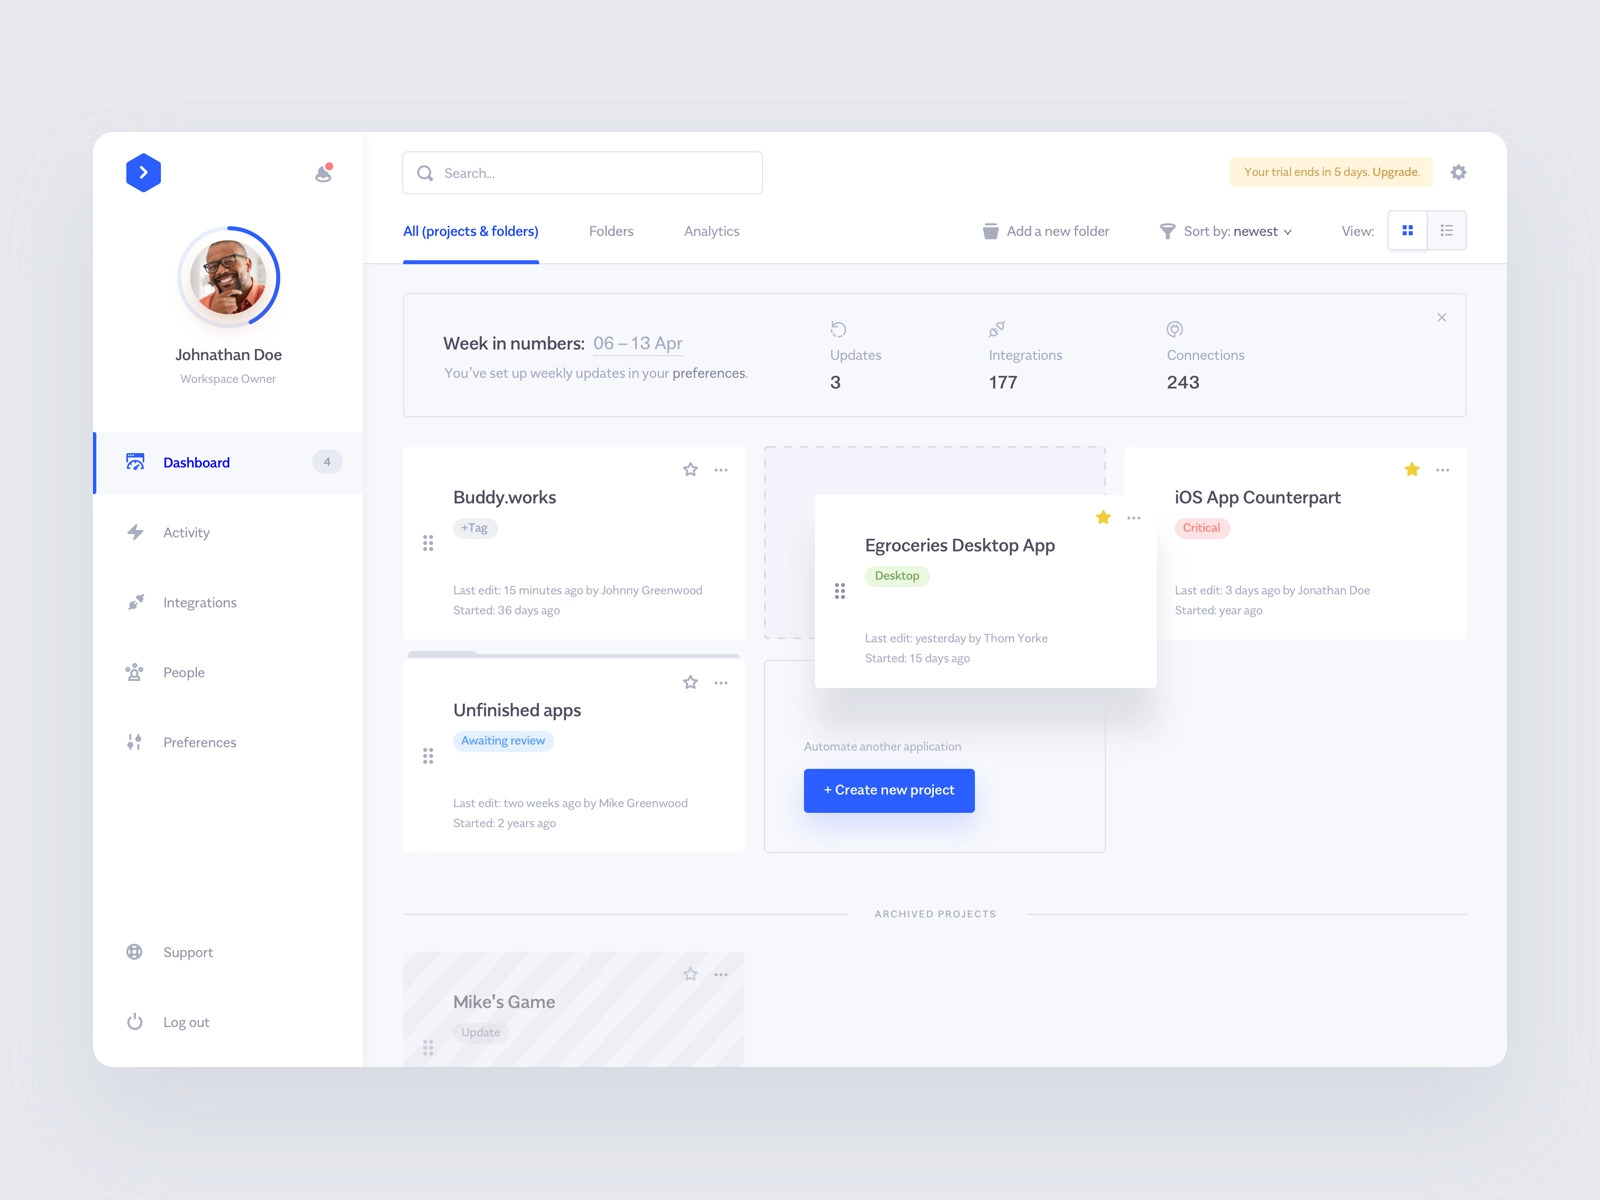 Search...
Your trial ends in 5 days. Upgrade.
Johnathan Doe
Workspace Owner
Dashboard
4
Activity
Integrations
People
Preferences
Support
Log out
All (projects & folders)
Folders
Analytics
Add a new folder
Sort by: newest
View:
Week in numbers: 06 – 13 Apr
You've set up weekly updates in your preferences.
Updates
3
Integrations
177
Connections
243
Buddy.works
+Tag
Last edit: 15 minutes ago by Johnny Greenwood
Started: 36 days ago
Egroceries Desktop App
Desktop
Last edit: yesterday by Thom Yorke
Started: 15 days ago
iOS App Counterpart
Critical
Last edit: 3 days ago by Jonathan Doe
Started: year ago
Unfinished apps
Awaiting review
Last edit: two weeks ago by Mike Greenwood
Started: 2 years ago
Automate another application
+ Create new project
ARCHIVED PROJECTS
Mike's Game
Update